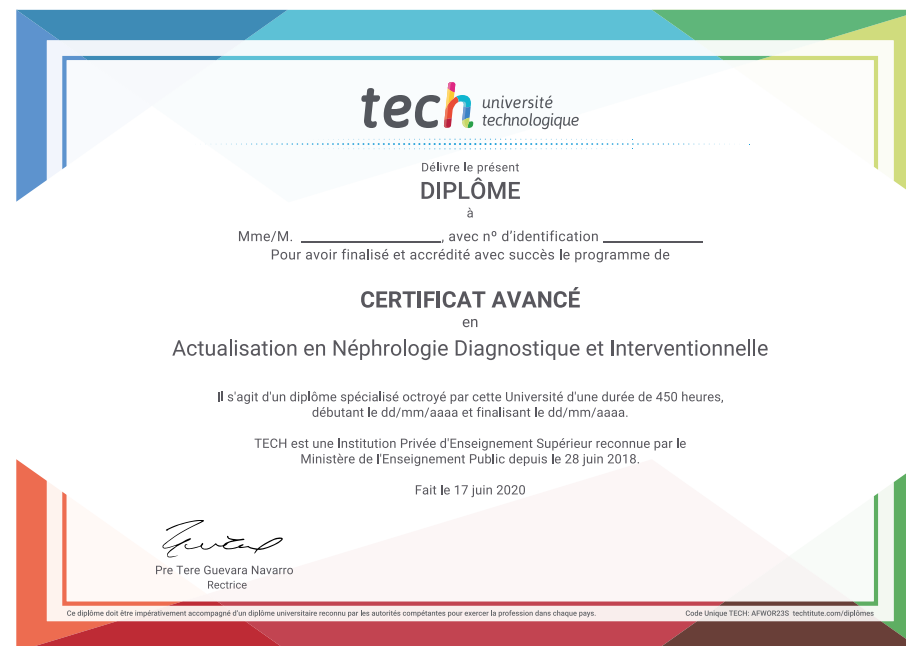 tech université
technologique
Délivre le présent
DIPLÔME
à
Mme/M. ____________________, avec nº d'identification ______________
Pour avoir finalisé et accrédité avec succès le programme de
CERTIFICAT AVANCÉ
en
Actualisation en Néphrologie Diagnostique et Interventionnelle
Il s'agit d'un diplôme spécialisé octroyé par cette Université d'une durée de 450 heures,
débutant le dd/mm/aaaa et finalisant le dd/mm/aaaa.
TECH est une Institution Privée d'Enseignement Supérieur reconnue par le
Ministère de l'Enseignement Public depuis le 28 juin 2018.
Fait le 17 juin 2020
Pre Tere Guevara Navarro
Rectrice
Ce diplôme doit être impérativement accompagné d'un diplôme universitaire reconnu par les autorités compétantes pour exercer la profession dans chaque pays.
Code Unique TECH: AFWOR23S techtitute.com/diplômes